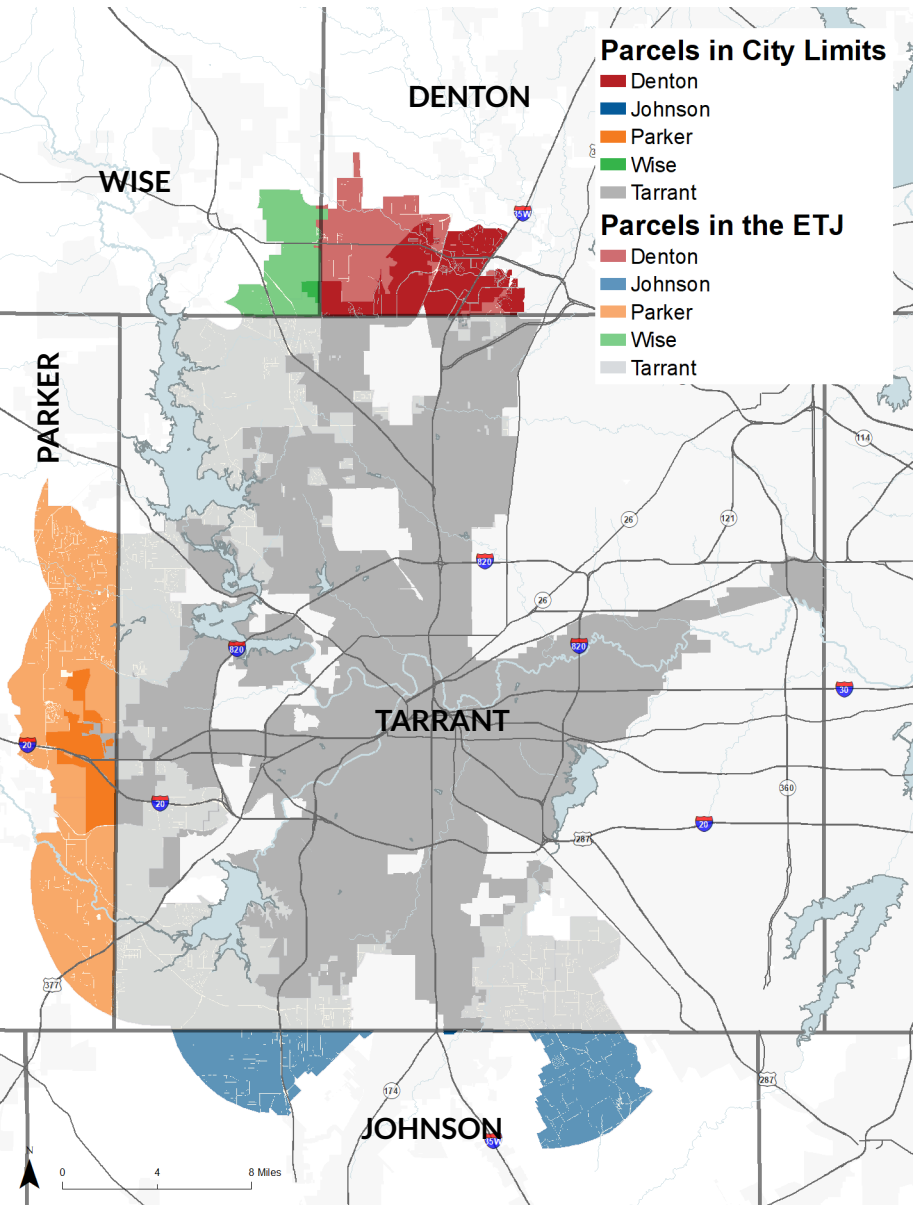 Parcels in City Limits
Denton
Johnson
Parker
Wise
Tarrant
Parcels in the ETJ
Denton
Johnson
Parker
Wise
Tarrant
DENTON
WISE
35W
PARKER
114
26
121
820
26
820
820
30
TARRANT
20
20
360
20
287
377
287
174
JOHNSON
35W
N
0 4 8 Miles